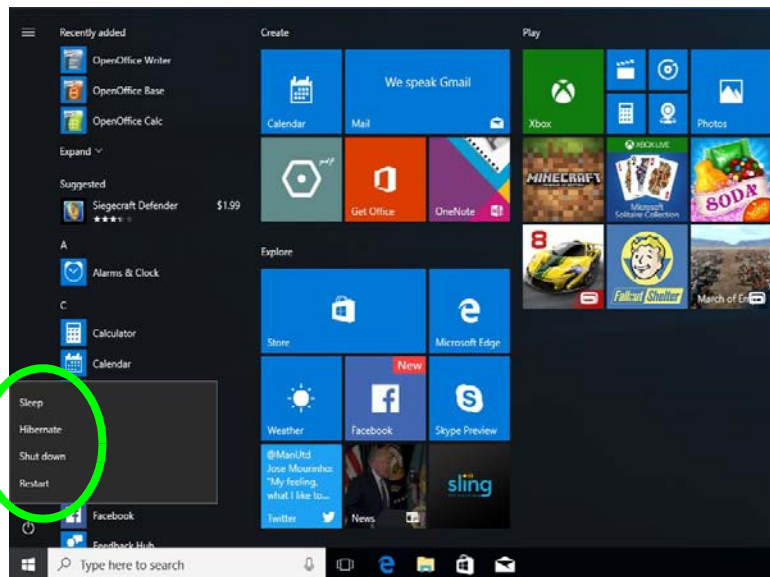 Recently added
OpenOffice Writer
OpenOffice Base
OpenOffice Calc
Expand
Suggested
Siegecraft Defender $1.99
A
Alarms & Clock
C
Calculator
Calendar
Sleep
Hibernate
Shut down
Restart
Facebook
Feedback Hub
Type here to search
Create
We speak Gmail
Calendar
Mail
Get Office
OneNote
Explore
Store
Microsoft Edge
New
Weather
Facebook
Skype Preview
@ManUtd
Jose Mourinho:
"My feeling,
what I like to...
Twitter
News
sling
Play
Xbox
Photos
MINECRAFT
XBOX LIVE
Microsoft
Solitaire Collection
SODA
8
Fallout Shelter
March of Em